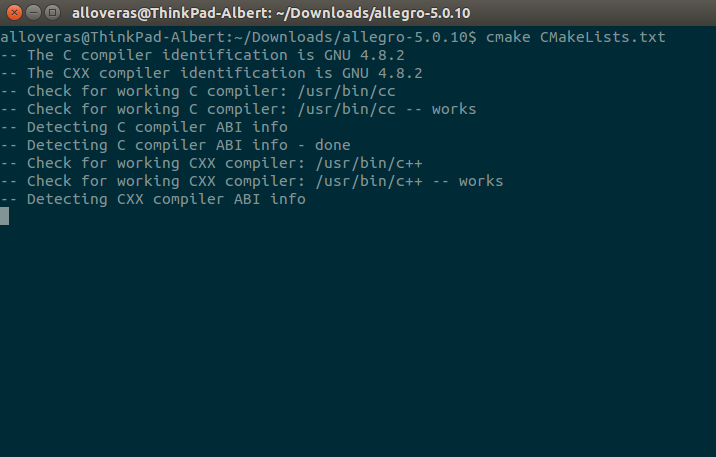 alloveras@ThinkPad-Albert: ~/Downloads/allegro-5.0.10
alloveras@ThinkPad-Albert:~/Downloads/allegro-5.0.10$ cmake CMakeLists.txt
-- The C compiler identification is GNU 4.8.2
-- The CXX compiler identification is GNU 4.8.2
-- Check for working C compiler: /usr/bin/cc
-- Check for working C compiler: /usr/bin/cc -- works
-- Detecting C compiler ABI info
-- Detecting C compiler ABI info - done
-- Check for working CXX compiler: /usr/bin/c++
-- Check for working CXX compiler: /usr/bin/c++ -- works
-- Detecting CXX compiler ABI info